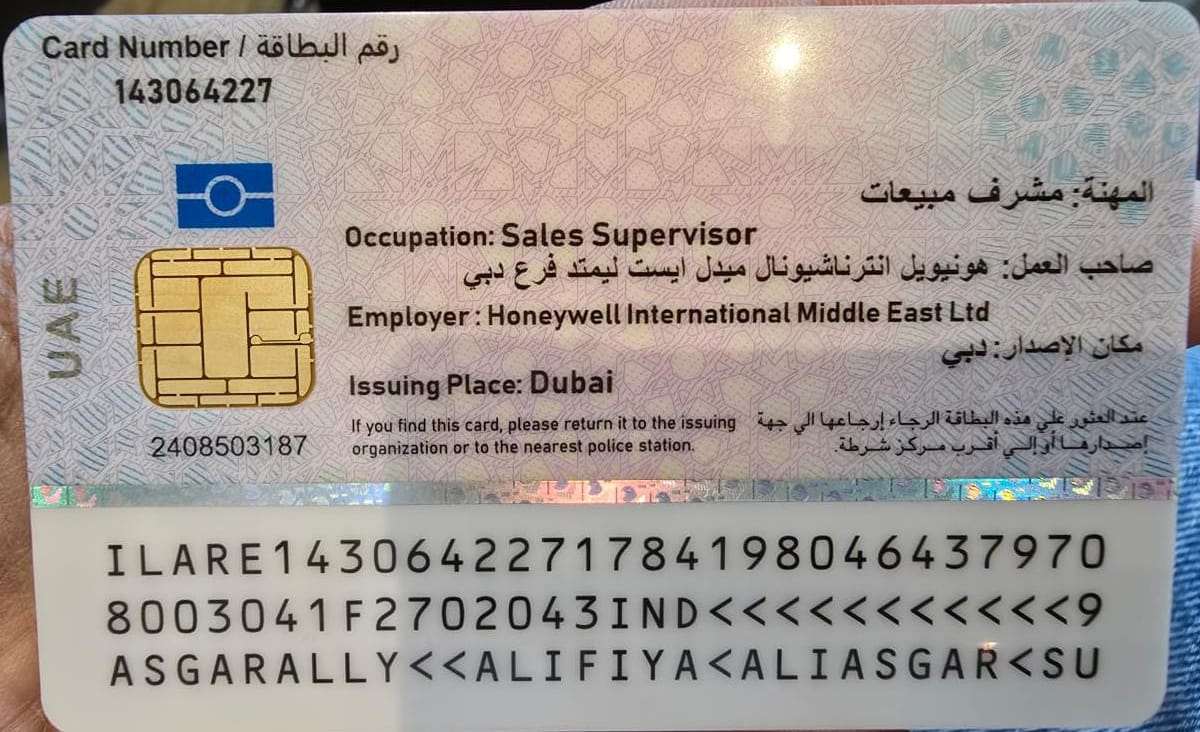 Card Number / رقم البطاقة
143064227
المهنة: مشرف مبيعات
Occupation: Sales Supervisor
صاحب العمل: هونيويل انترناشيونال ميدل ايست ليمتد فرع دبي
Employer : Honeywell International Middle East Ltd
مكان الإصدار: دبي
Issuing Place: Dubai
UAE
If you find this card, please return it to the issuing
organization or to the nearest police station.
عند العثور علي هذه البطاقة الرجاء إرجاعها الي جهة
إصدارها أو إلي أقرب مركز شرطة.
2408503187
ILARE1430642271784198046437970
8003041F2702043IND<<<<<<<<<<<9
ASGARALLY<<ALIFIYA<ALIASGAR<SU